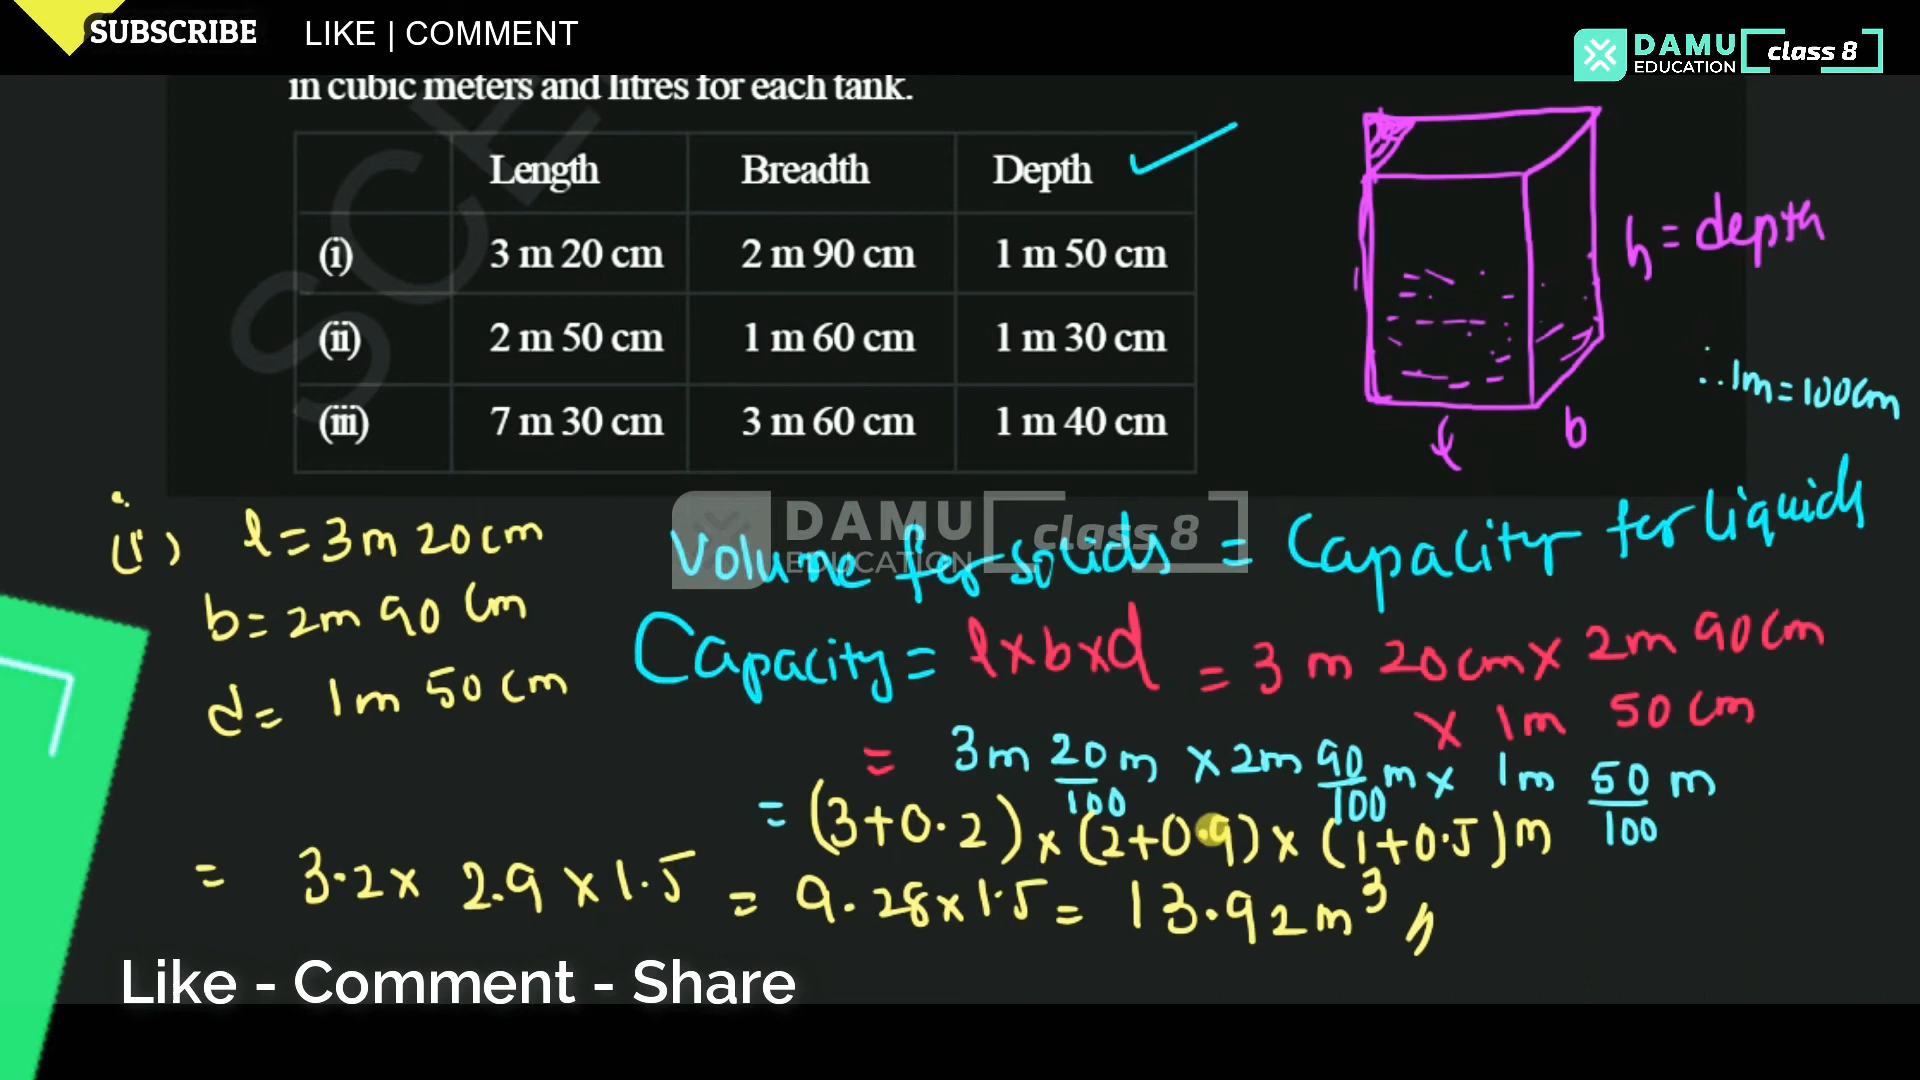 SUBSCRIBE LIKE | COMMENT
DAMU EDUCATION class 8
in cubic meters and litres for each tank.
Length Breadth Depth
(i) 3 m 20 cm 2 m 90 cm 1 m 50 cm
(ii) 2 m 50 cm 1 m 60 cm 1 m 30 cm
(iii) 7 m 30 cm 3 m 60 cm 1 m 40 cm
h = depth
∴ 1m = 100cm
b
DAMU EDUCATION class 8
l = 3m 20cm
b = 2m 90 cm
d = 1m 50 cm
Volume for solids = Capacity for liquids
Capacity = l x b x d = 3 m 20cm x 2m 90cm
x 1m 50 cm
= 3m 20/100 m x 2m 90/100 m x 1m 50/100 m
= (3+0.2) x (2+0.9) x (1+0.5) m
= 3.2 x 2.9 x 1.5 = 9.28 x 1.5 = 13.92 m³
Like - Comment - Share